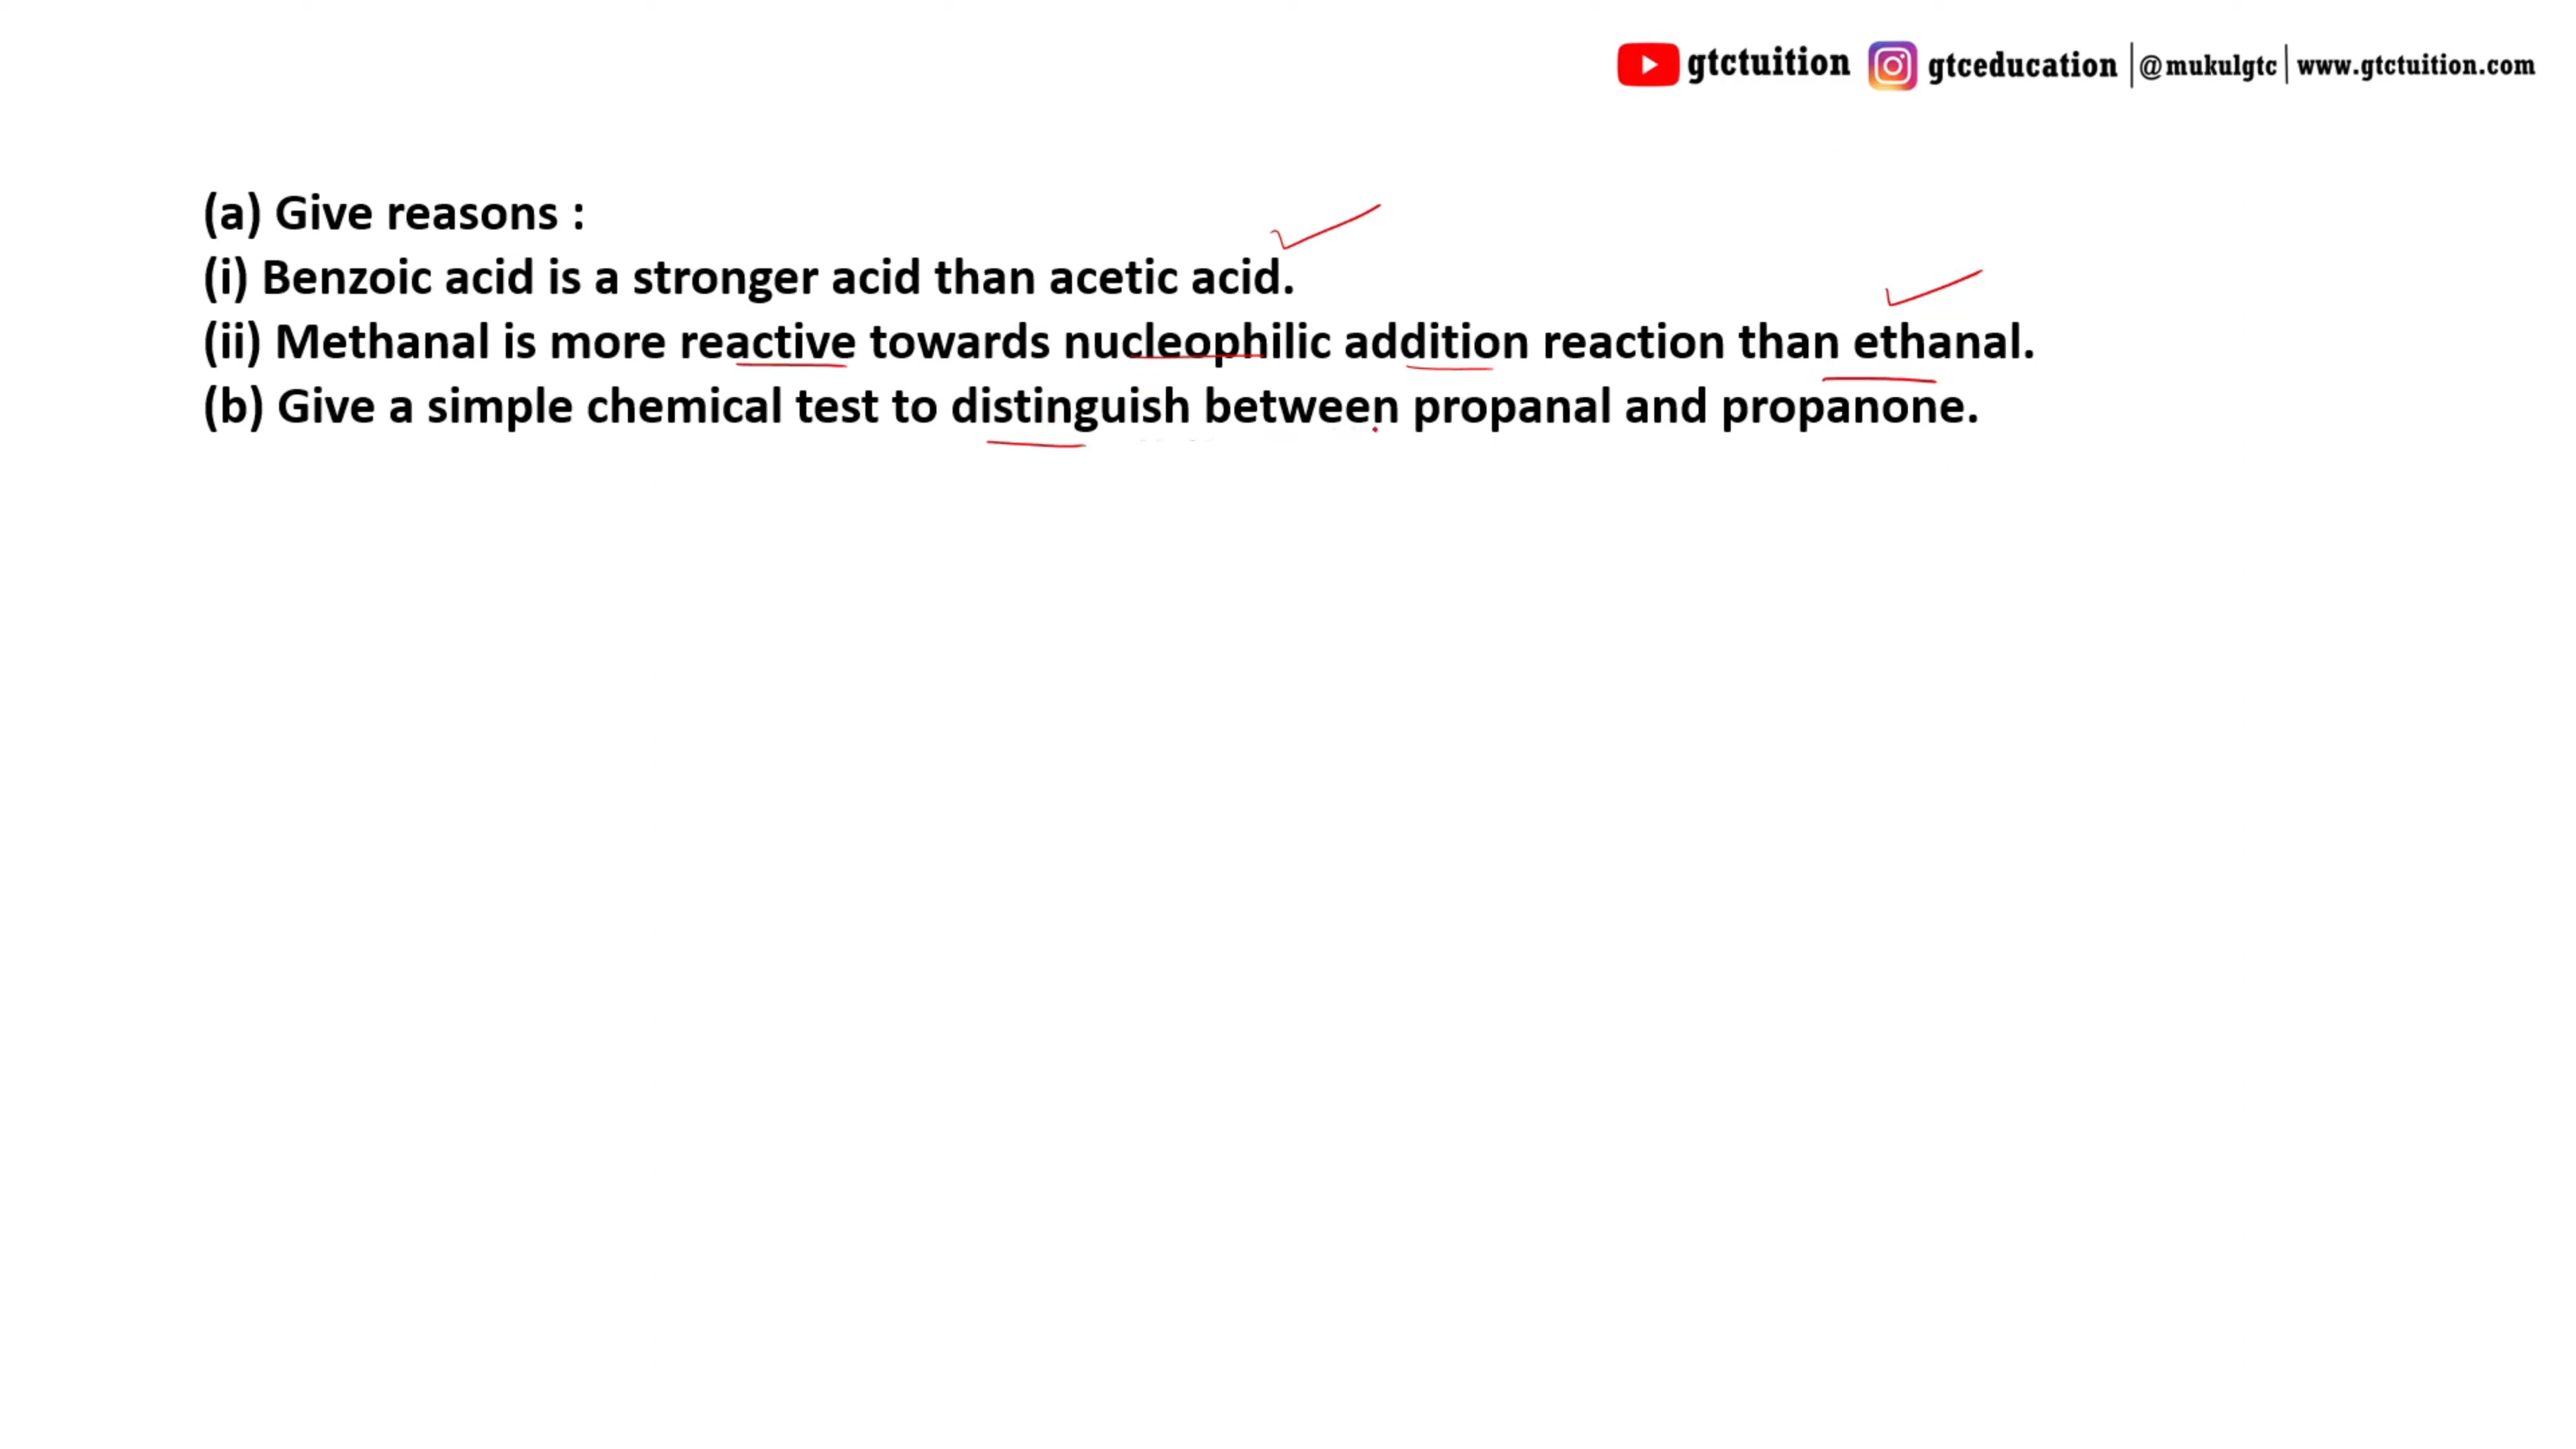 gtctuition gtceducation |@mukulgtc| www.gtctuition.com
(a) Give reasons :
(i) Benzoic acid is a stronger acid than acetic acid.
(ii) Methanal is more reactive towards nucleophilic addition reaction than ethanal.
(b) Give a simple chemical test to distinguish between propanal and propanone.